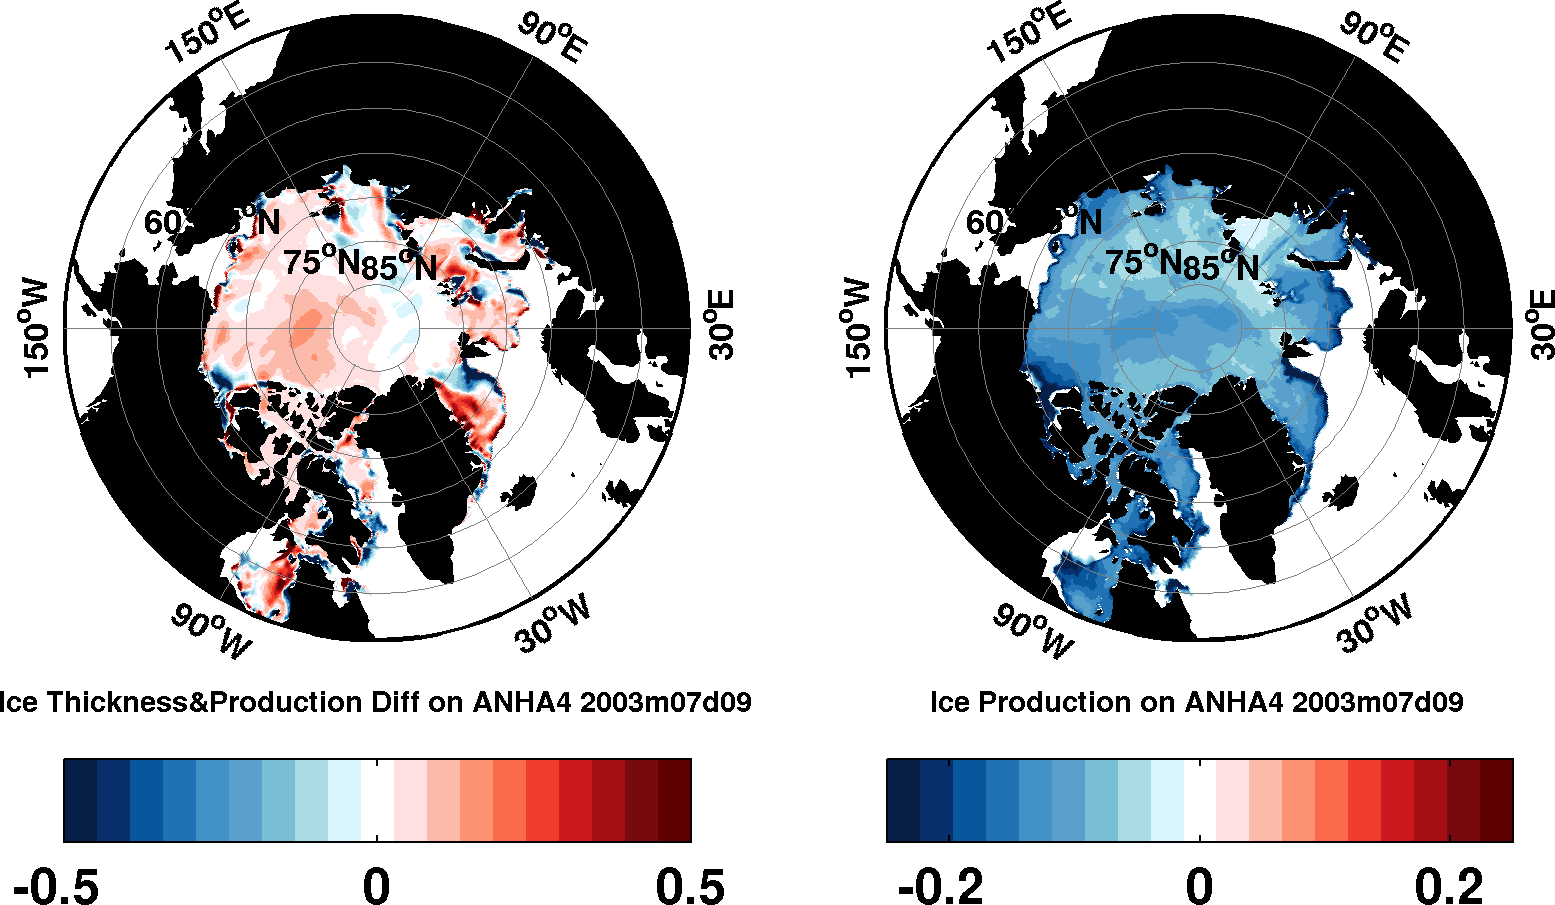 150°E 90°E 150°E 90°E
60 5°N 60 5°N
75°N 85°N 75°N 85°N
150°W 30°E 150°W 30°E
90°W 30°W 90°W 30°W
Ice Thickness&Production Diff on ANHA4 2003m07d09 Ice Production on ANHA4 2003m07d09
-0.5 0 0.5 -0.2 0 0.2